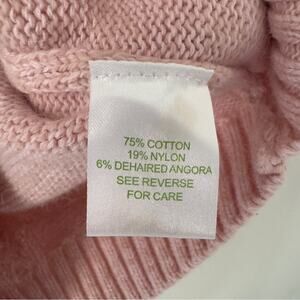 75% COTTON
19% NYLON
6% DEHAIRED ANGORA
SEE REVERSE
FOR CARE